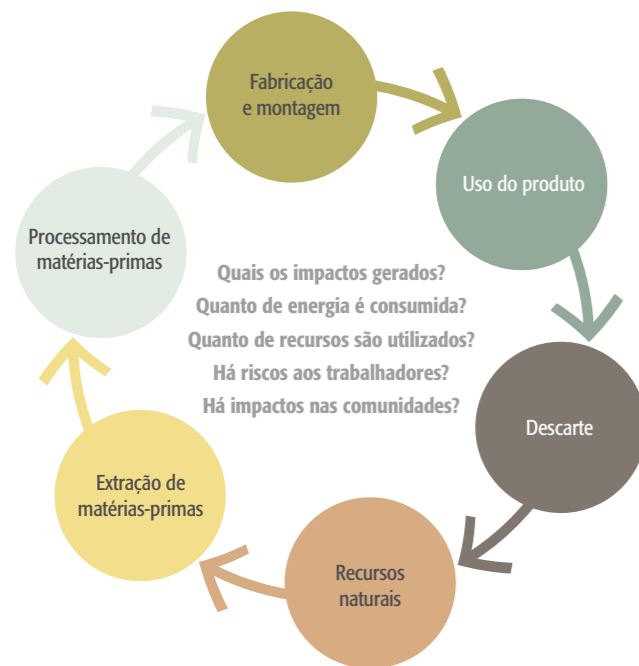 Fabricação
e montagem
Uso do produto
Processamento de
matérias-primas
Quais os impactos gerados?
Quanto de energia é consumida?
Quanto de recursos são utilizados?
Há riscos aos trabalhadores?
Há impactos nas comunidades?
Descarte
Extração de
matérias-primas
Recursos
naturais